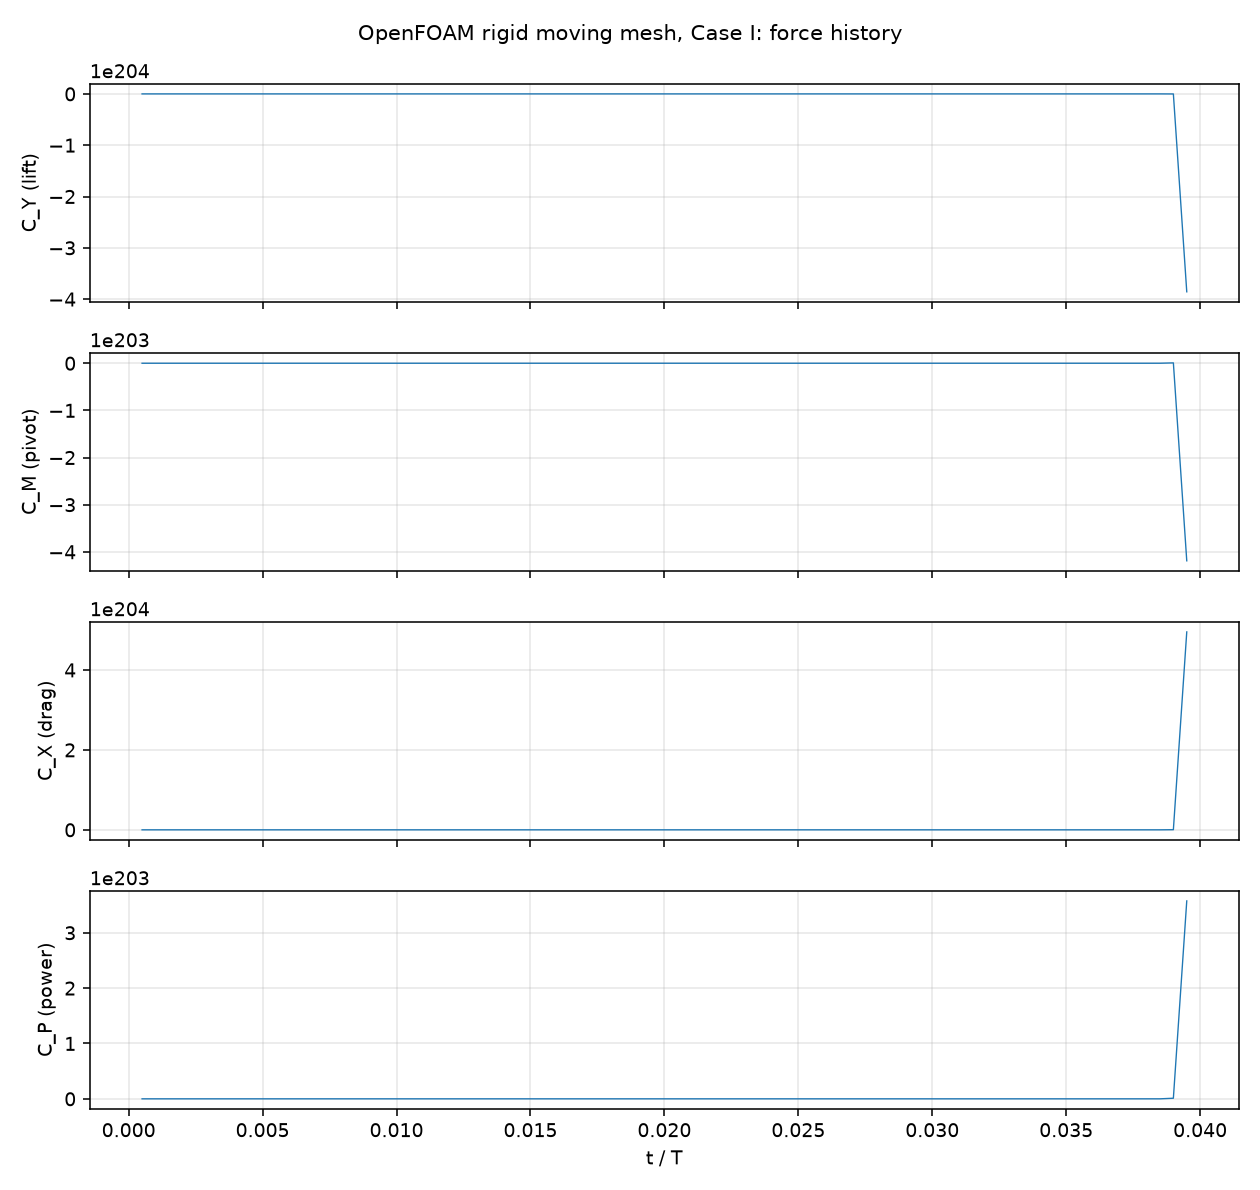 OpenFOAM rigid moving mesh, Case I: force history
1e204
0
−1
−2
−3
−4
C_Y (lift)
1e203
0
−1
−2
−3
−4
C_M (pivot)
1e204
4
2
0
C_X (drag)
1e203
3
2
1
0
C_P (power)
0.000 0.005 0.010 0.015 0.020 0.025 0.030 0.035 0.040
t / T